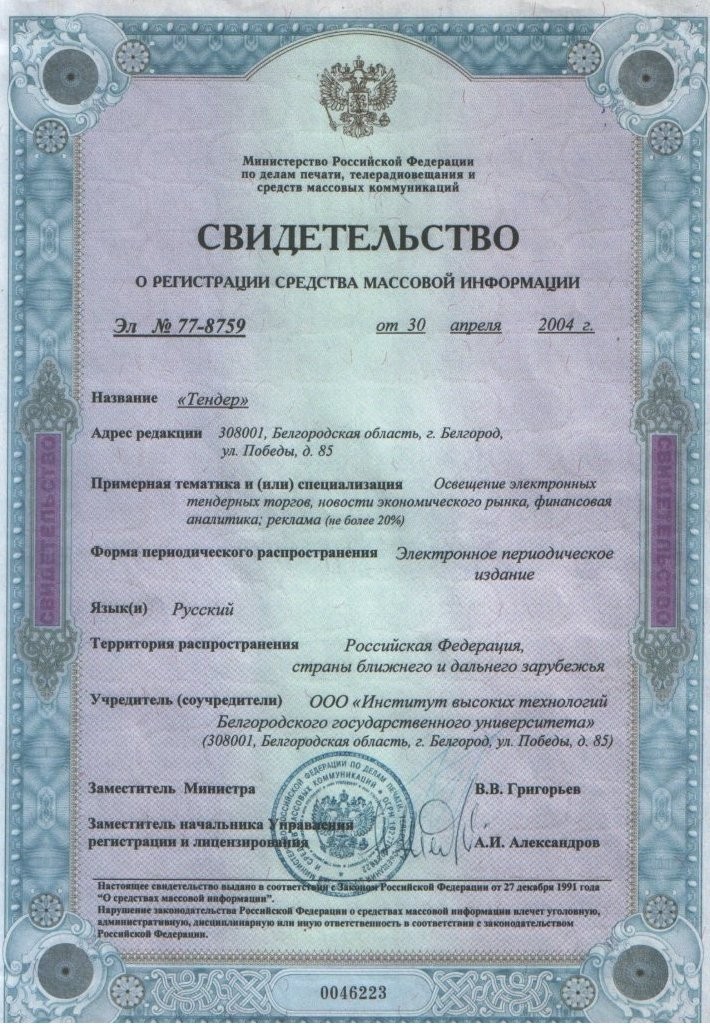 Министерство Российской Федерации
по делам печати, телерадиовещания и
средств массовых коммуникаций
СВИДЕТЕЛЬСТВО
О РЕГИСТРАЦИИ СРЕДСТВА МАССОВОЙ ИНФОРМАЦИИ
Эл № 77-8759 от 30 апреля 2004 г.
Название «Тендер»
Адрес редакции 308001, Белгородская область, г. Белгород,
ул. Победы, д. 85
Примерная тематика и (или) специализация Освещение электронных
тендерных торгов, новости экономического рынка, финансовая
аналитика; реклама (не более 20%)
Форма периодического распространения Электронное периодическое
издание
Язык(и) Русский
Территория распространения Российская Федерация,
страны ближнего и дальнего зарубежья
Учредитель (соучредители) ООО «Институт высоких технологий
Белгородского государственного университета»
(308001, Белгородская область, г. Белгород, ул. Победы, д. 85)
Заместитель Министра В.В. Григорьев
Заместитель начальника Управления
регистрации и лицензирования А.И. Александров
Настоящее свидетельство выдано в соответствии с Законом Российской Федерации от 27 декабря 1991 года
"О средствах массовой информации".
Нарушение законодательства Российской Федерации о средствах массовой информации влечет уголовную,
административную, дисциплинарную или иную ответственность в соответствии с законодательством
Российской Федерации.
0046223
СВИДЕТЕЛЬСТВО
СВИДЕТЕЛЬСТВО